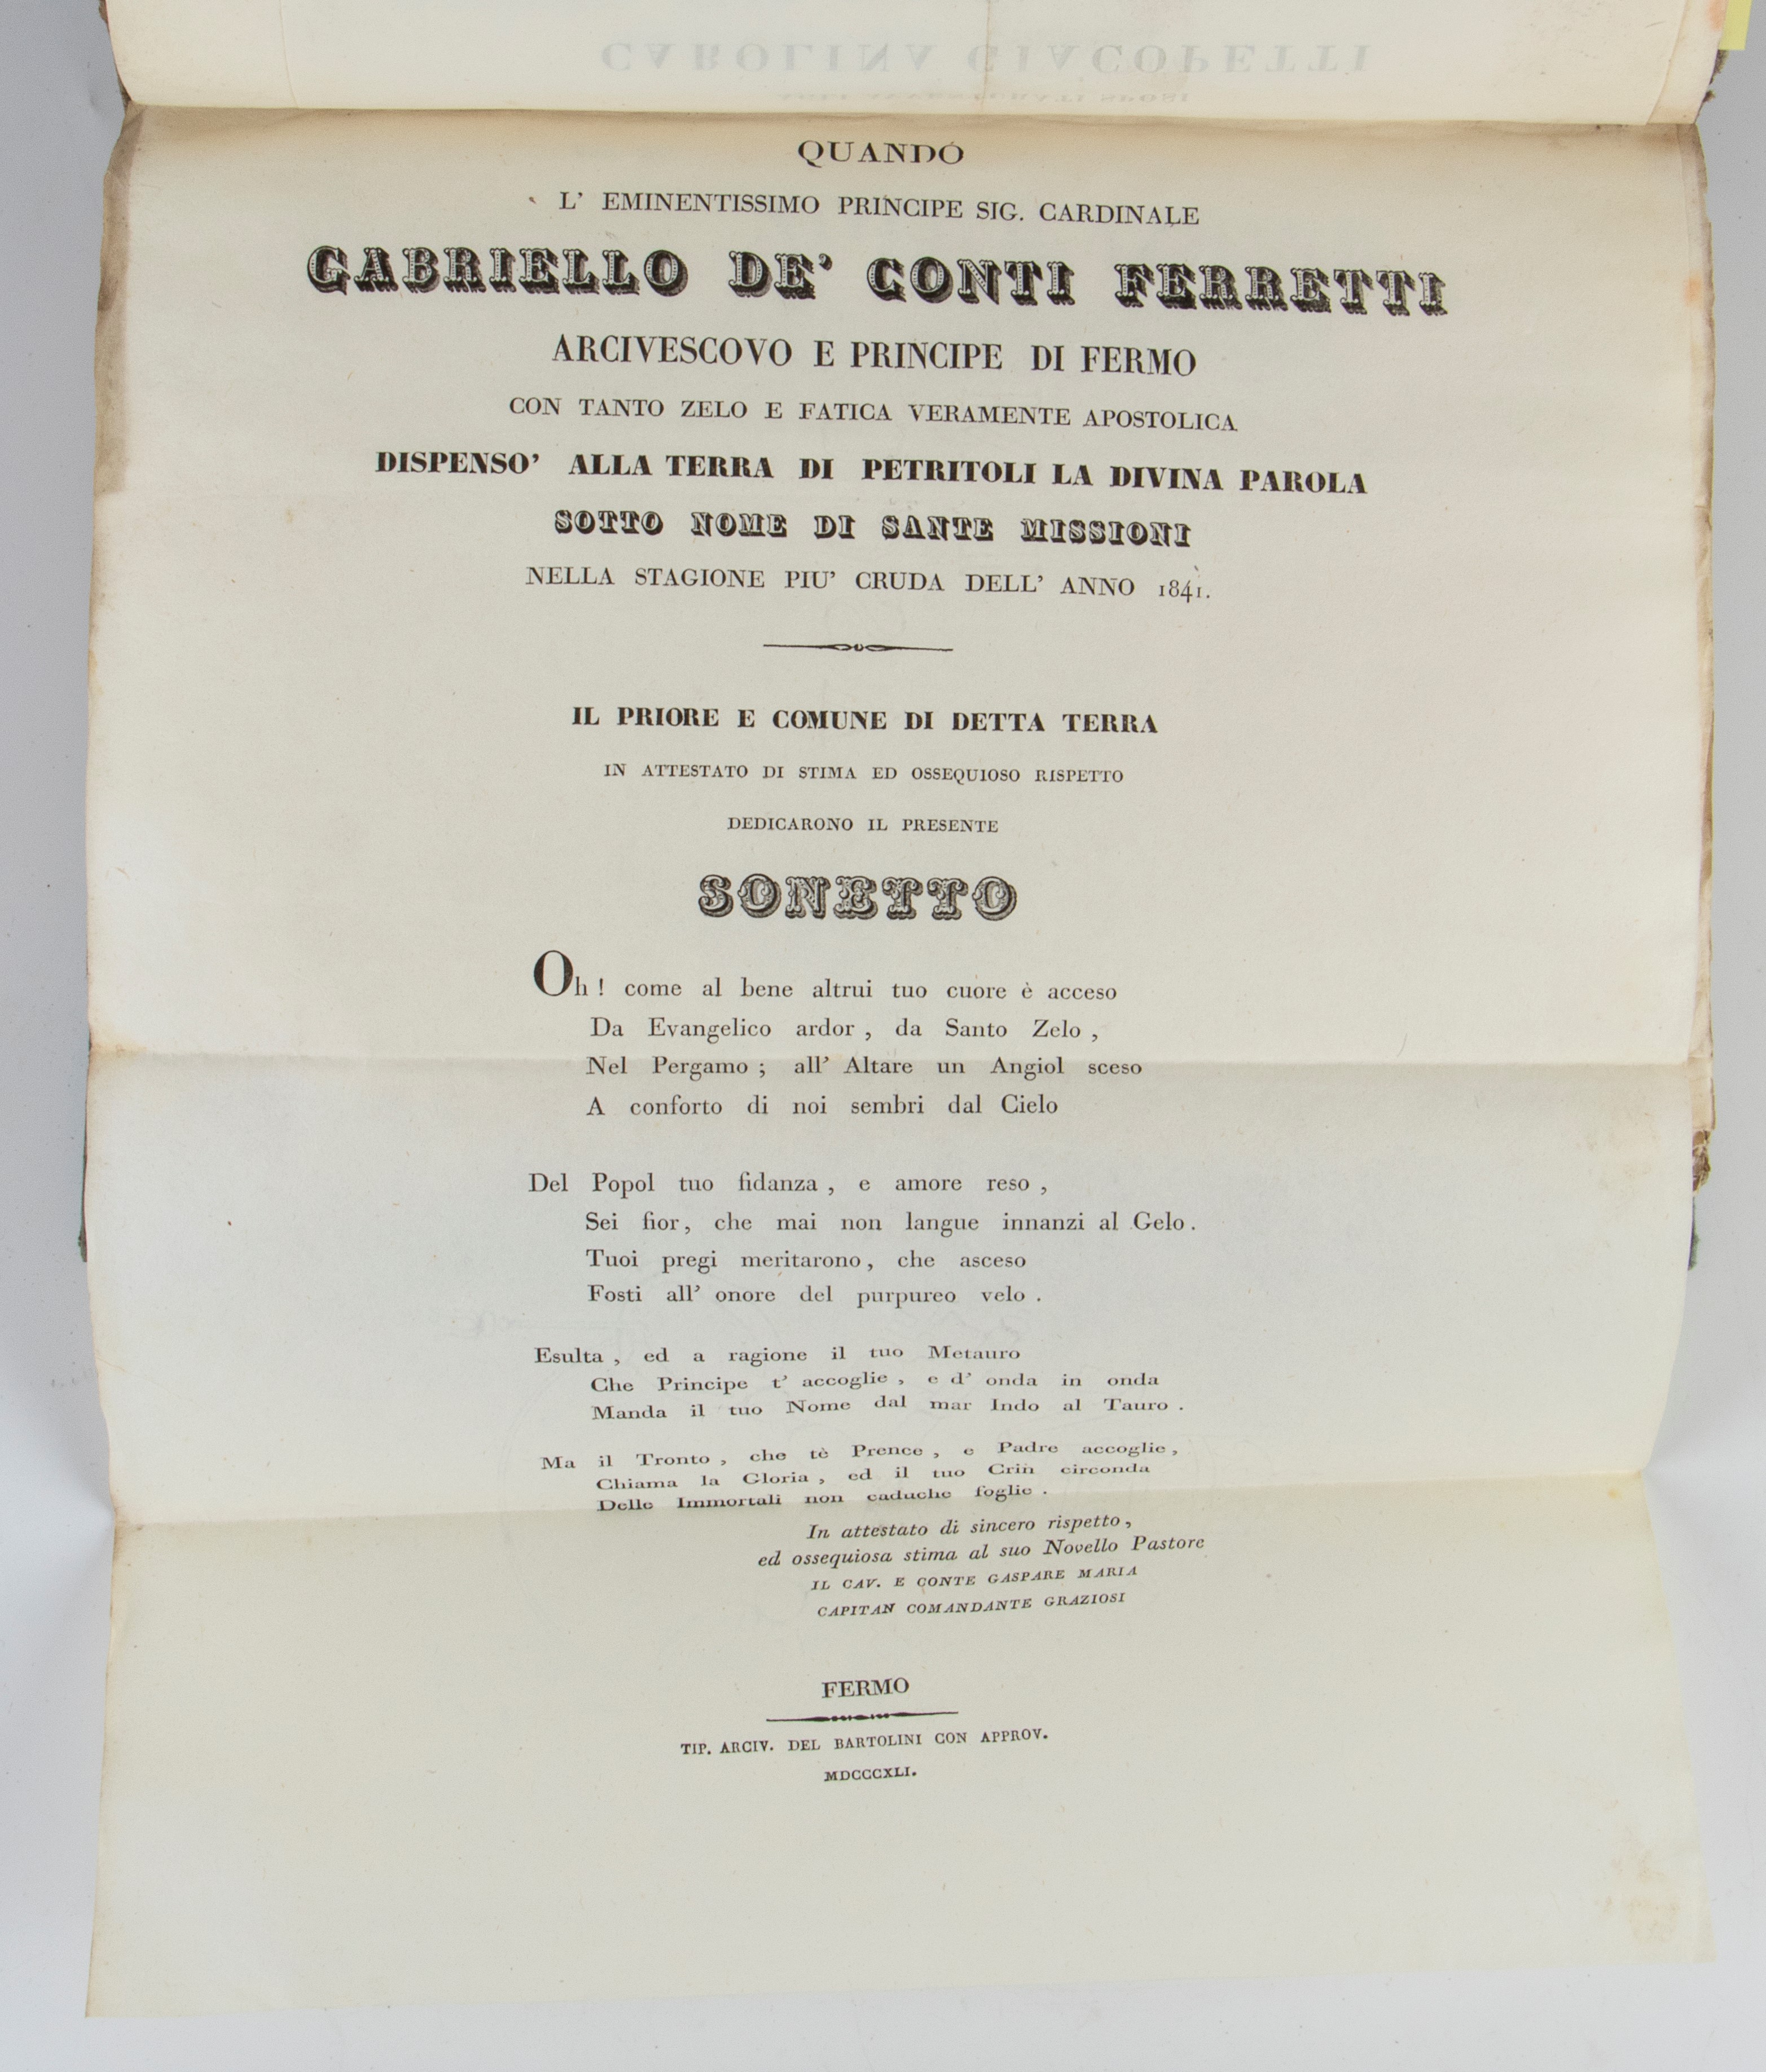 CAROLINA GIACOPETTI
QUANDO
L' EMINENTISSIMO PRINCIPE SIG. CARDINALE
GABRIELLO DE' CONTI FERRETTI
ARCIVESCOVO E PRINCIPE DI FERMO
CON TANTO ZELO E FATICA VERAMENTE APOSTOLICA
DISPENSO' ALLA TERRA DI PETRITOLI LA DIVINA PAROLA
SOTTO NOME DI SANTE MISSIONI
NELLA STAGIONE PIU' CRUDA DELL' ANNO 1841.
IL PRIORE E COMUNE DI DETTA TERRA
IN ATTESTATO DI STIMA ED OSSEQUIOSO RISPETTO
DEDICARONO IL PRESENTE
SONETTO
Oh ! come al bene altrui tuo cuore è acceso
Da Evangelico ardor , da Santo Zelo ,
Nel Pergamo ; all' Altare un Angiol sceso
A conforto di noi sembri dal Cielo
Del Popol tuo fidanza , e amore reso ,
Sei fior, che mai non langue innanzi al Gelo .
Tuoi pregi meritarono , che asceso
Fosti all' onore del purpureo velo .
Esulta , ed a ragione il tuo Metauro
Che Principe t' accoglie , e d' onda in onda
Manda il tuo Nome dal mar Indo al Tauro .
Ma il Tronto , che tè Prence , e Padre accoglie ,
Chiama la Gloria , ed il tuo Crin circonda
Delle Immortali non caduche foglie .
In attestato di sincero rispetto ,
ed ossequiosa stima al suo Novello Pastore
IL CAV. E CONTE GASPARE MARIA
CAPITAN COMANDANTE GRAZIOSI
FERMO
TIP. ARCIV. DEL BARTOLINI CON APPROV.
MDCCCXLI.